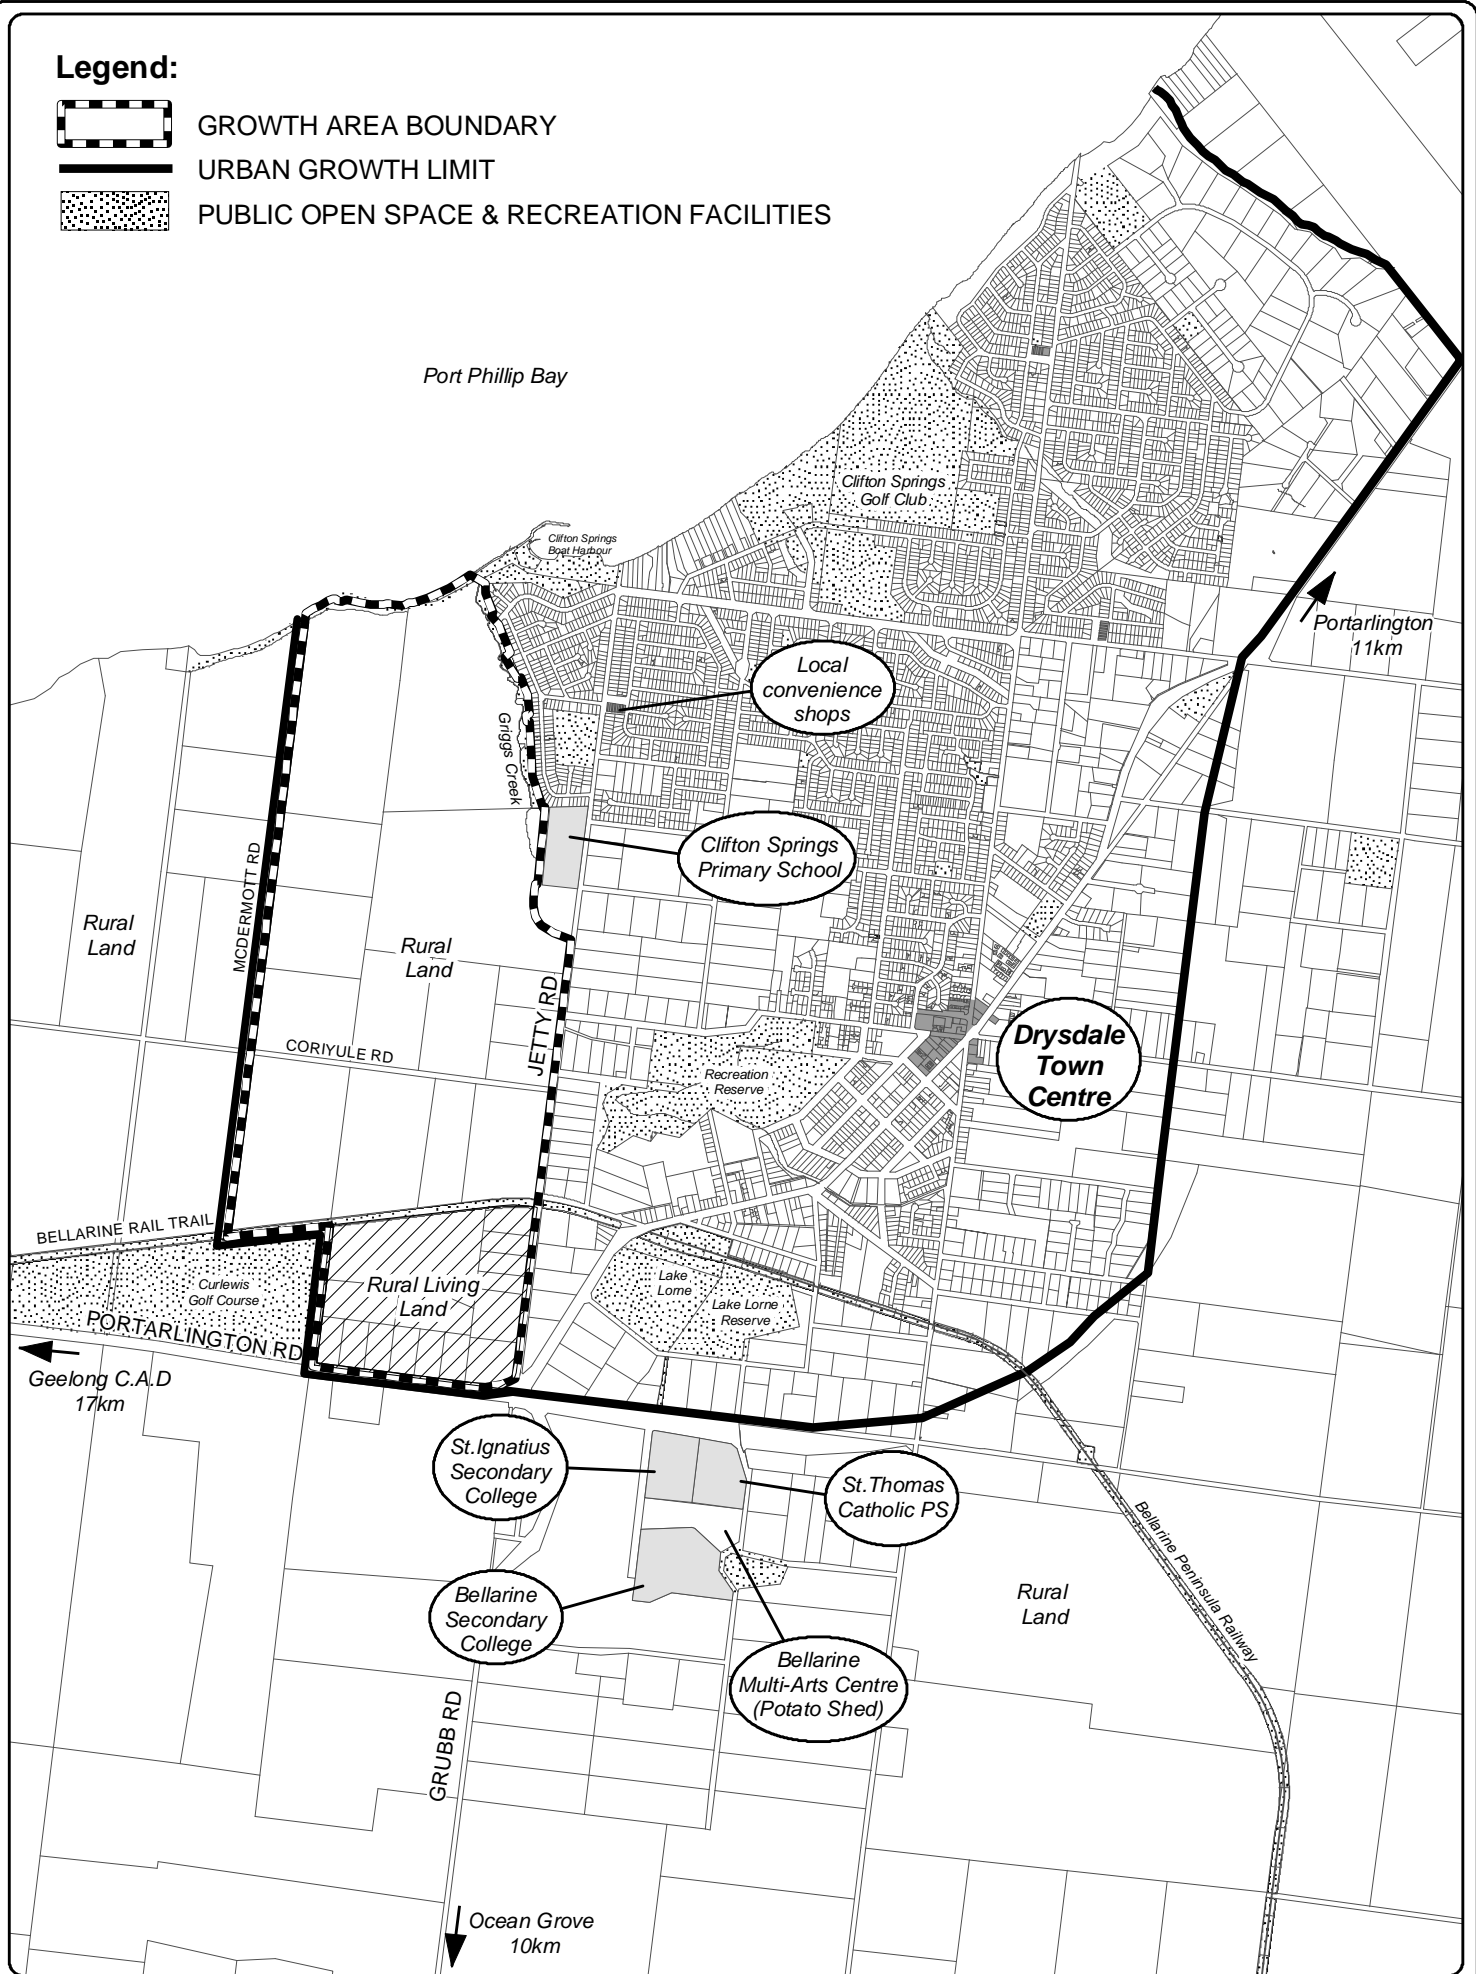 Legend:
GROWTH AREA BOUNDARY
URBAN GROWTH LIMIT
PUBLIC OPEN SPACE & RECREATION FACILITIES
Port Phillip Bay
Clifton Springs
Golf Club
Clifton Springs
Boat Harbour
Portarlington
11km
Local
convenience
shops
Griggs Creek
Clifton Springs
Primary School
MCDERMOTT RD
Rural
Land
Rural
Land
JETTY RD
CORIYULE RD
Drysdale
Town
Centre
Recreation
Reserve
BELLARINE RAIL TRAIL
Curlewis
Golf Course
Rural Living
Land
Lake
Lorne
Lake Lorne
Reserve
PORTARLINGTON RD
Geelong C.A.D
17km
St.Ignatius
Secondary
College
St.Thomas
Catholic PS
Bellarine
Secondary
College
Bellarine
Multi-Arts Centre
(Potato Shed)
Rural
Land
Bellarine Peninsula Railway
GRUBB RD
Ocean Grove
10km